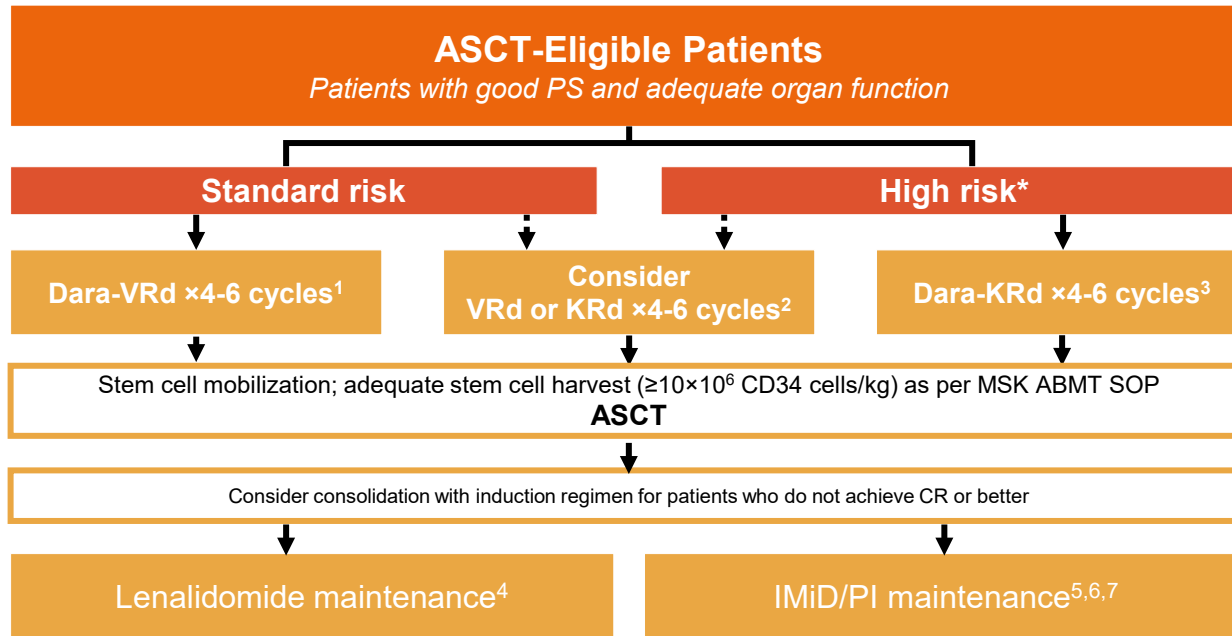 ASCT-Eligible Patients
Patients with good PS and adequate organ function
Standard risk
High risk*
Dara-VRd ×4-6 cycles¹
Consider
VRd or KRd ×4-6 cycles²
Dara-KRd ×4-6 cycles³
Stem cell mobilization; adequate stem cell harvest (≥10×10⁶ CD34 cells/kg) as per MSK ABMT SOP
ASCT
Consider consolidation with induction regimen for patients who do not achieve CR or better
Lenalidomide maintenance⁴
IMiD/PI maintenance⁵,⁶,⁷